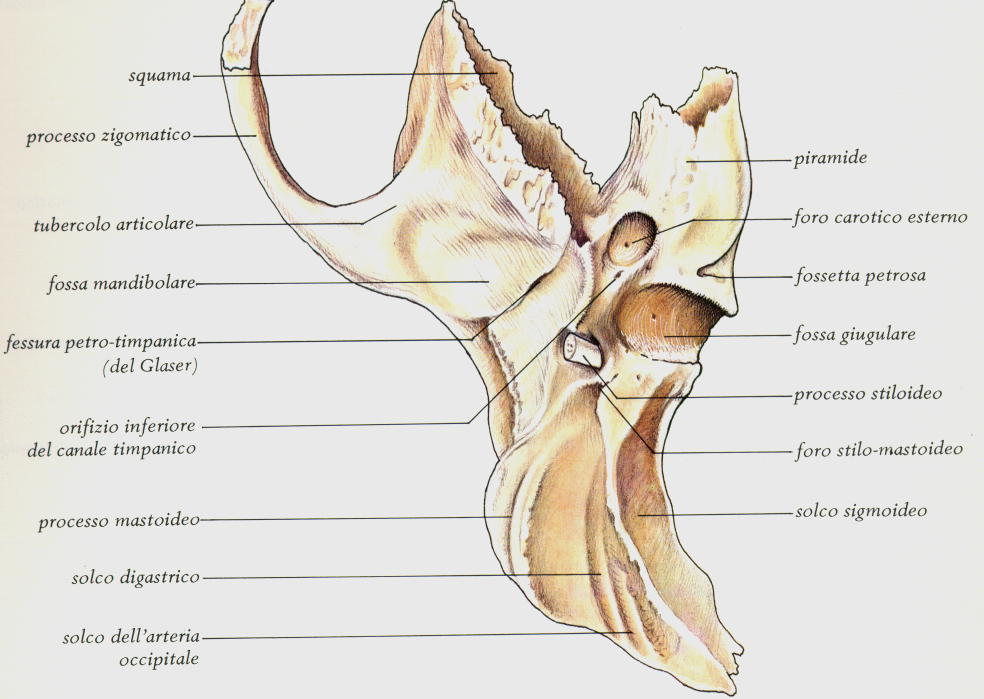 squama
processo zigomatico
tubercolo articolare
fossa mandibolare
fessura petro-timpanica
(del Glaser)
orifizio inferiore
del canale timpanico
processo mastoideo
solco digastrico
solco dell'arteria
occipitale
piramide
foro carotico esterno
fossetta petrosa
fossa giugulare
processo stiloideo
foro stilo-mastoideo
solco sigmoideo